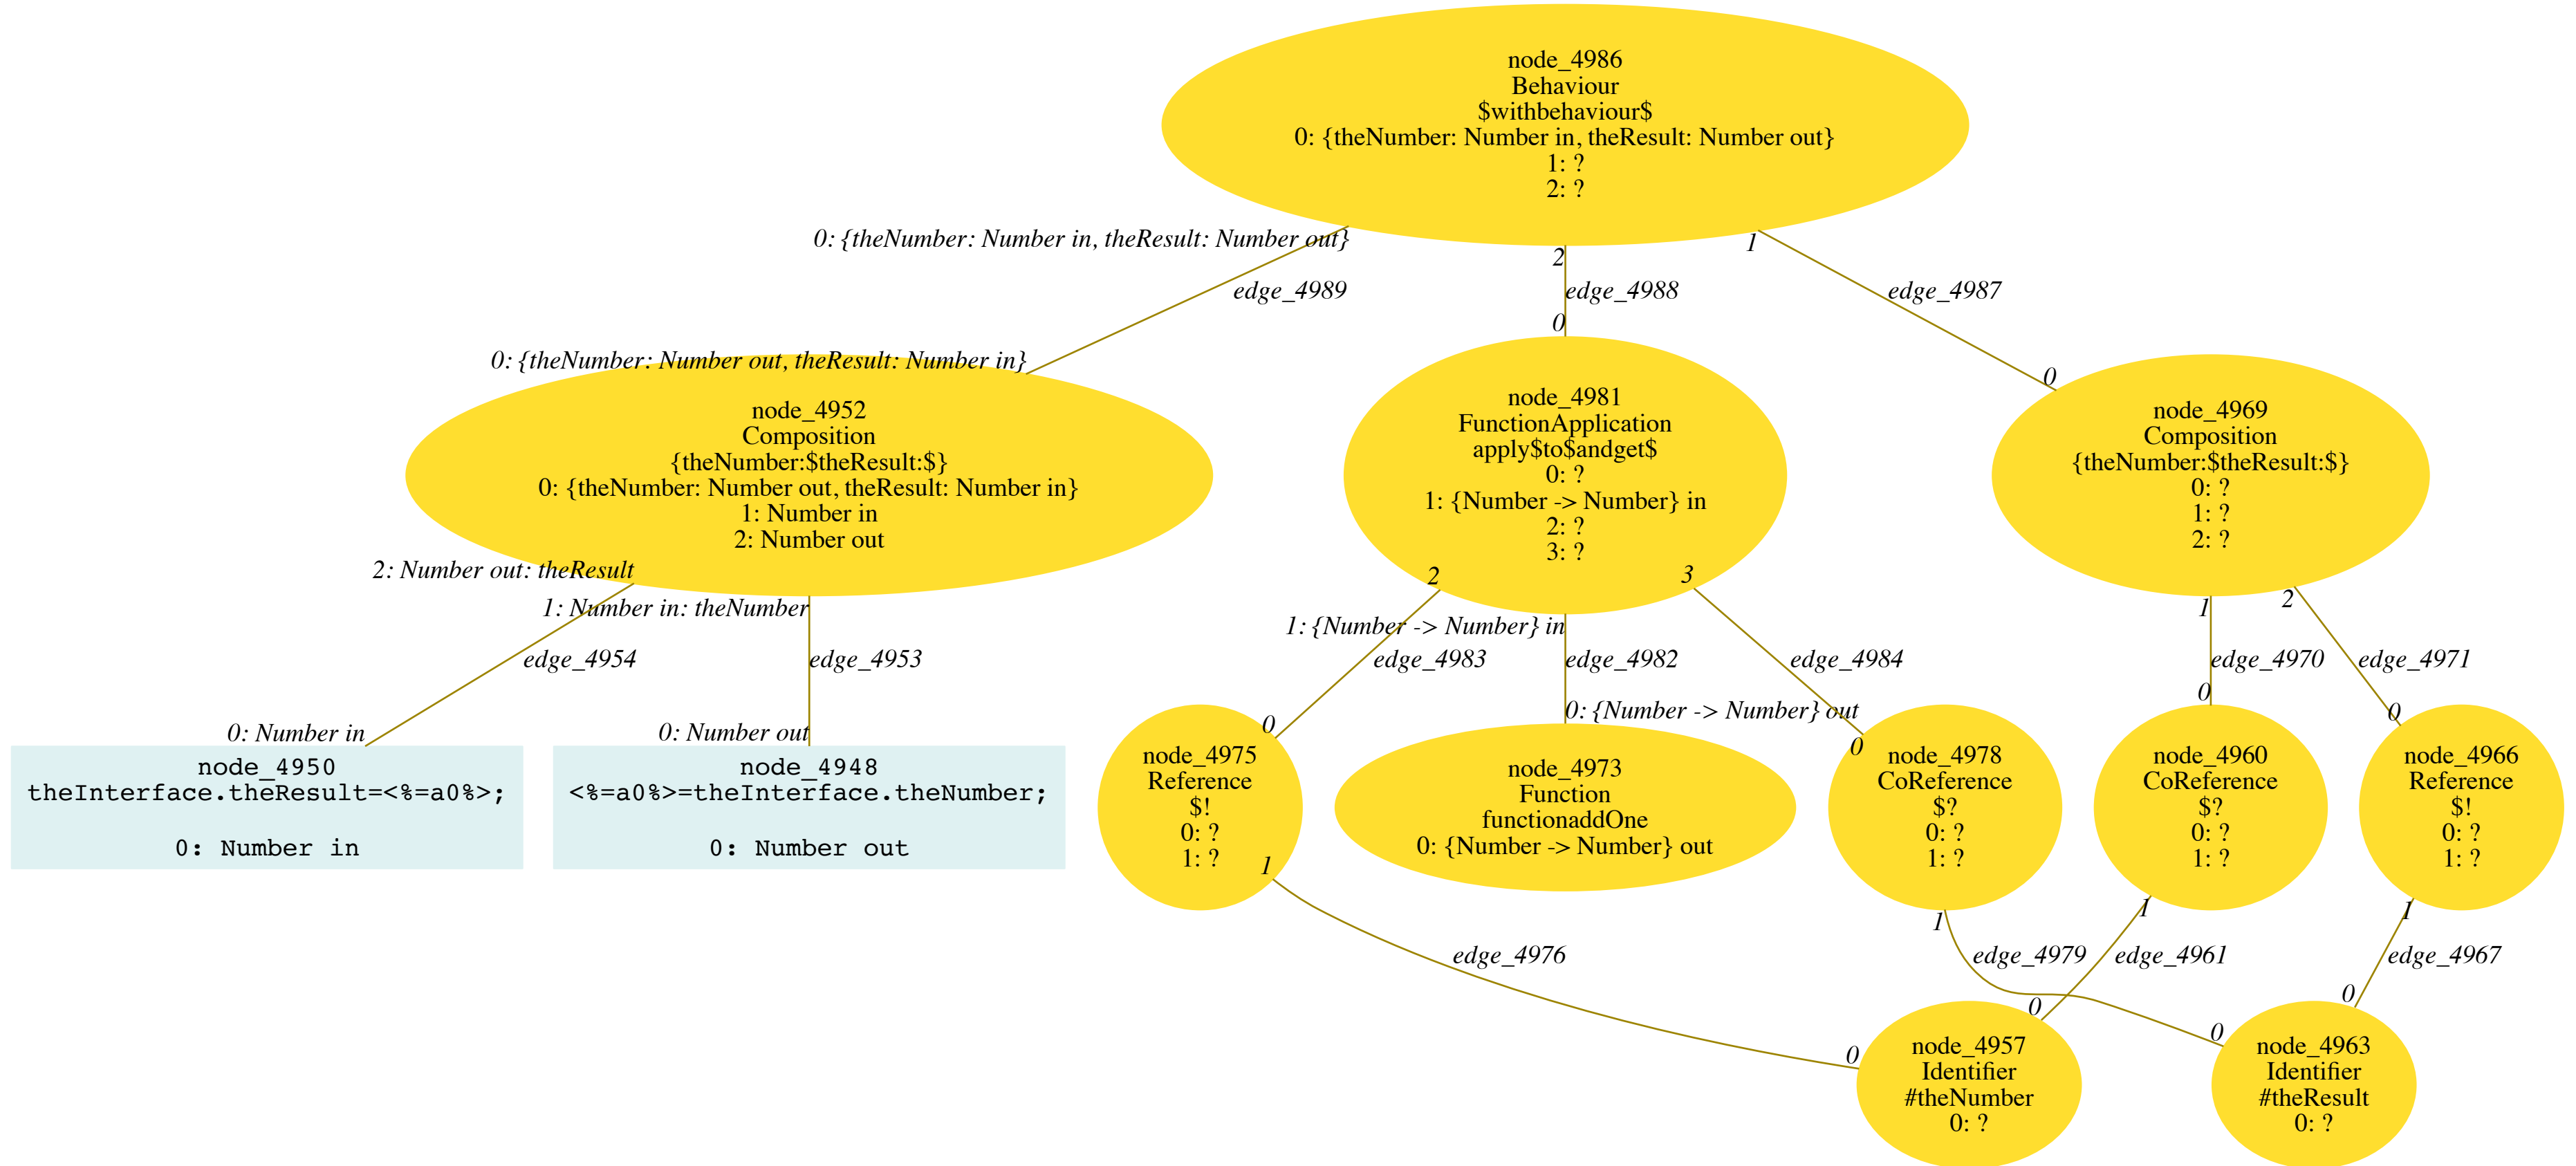 node_4986
Behaviour
$withbehaviour$
0: {theNumber: Number in, theResult: Number out}
1: ?
2: ?
0: {theNumber: Number in, theResult: Number out}
2
1
edge_4989
edge_4988
edge_4987
0
0: {theNumber: Number out, theResult: Number in}
0
node_4952
Composition
{theNumber:$theResult:$}
0: {theNumber: Number out, theResult: Number in}
1: Number in
2: Number out
node_4981
FunctionApplication
apply$to$andget$
0: ?
1: {Number -> Number} in
2: ?
3: ?
node_4969
Composition
{theNumber:$theResult:$}
0: ?
1: ?
2: ?
2: Number out: theResult
1: Number in: theNumber
2
1: {Number -> Number} in
3
1
2
edge_4954
edge_4953
edge_4983
edge_4982
edge_4984
edge_4970
edge_4971
0: Number in
0: Number out
0
0: {Number -> Number} out
0
0
0
node_4950
theInterface.theResult=<%=a0%>;
0: Number in
node_4948
<%=a0%>=theInterface.theNumber;
0: Number out
node_4975
Reference
$!
0: ?
1: ?
node_4973
Function
functionaddOne
0: {Number -> Number} out
node_4978
CoReference
$?
0: ?
1: ?
node_4960
CoReference
$?
0: ?
1: ?
node_4966
Reference
$!
0: ?
1: ?
1
1
1
1
edge_4976
edge_4979
edge_4961
edge_4967
0
0
0
0
node_4957
Identifier
#theNumber
0: ?
node_4963
Identifier
#theResult
0: ?